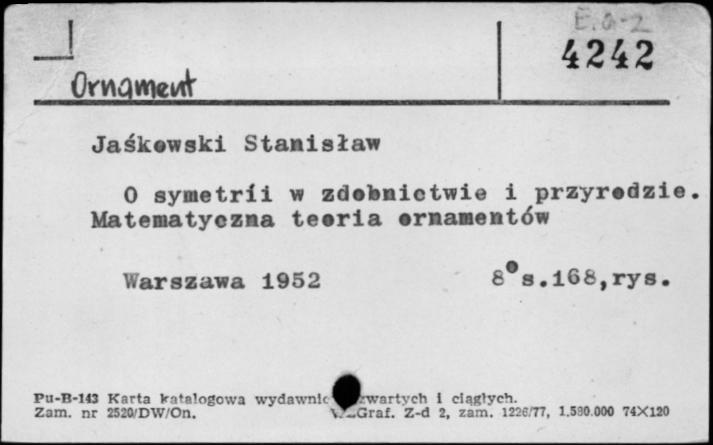 E.a-2
4242
Ornament
Jaśkowski Stanisław
O symetrii w zdobnictwie i przyrodzie.
Matematyczna teoria ornamentów
Warszawa 1952 8° s.168,rys.
Pu-B-143 Karta katalogowa wydawnic zwartych i ciągłych.
Zam. nr 2520/DW/On. Graf. Z-d 2, zam. 1226/77, 1.580.000 74X120